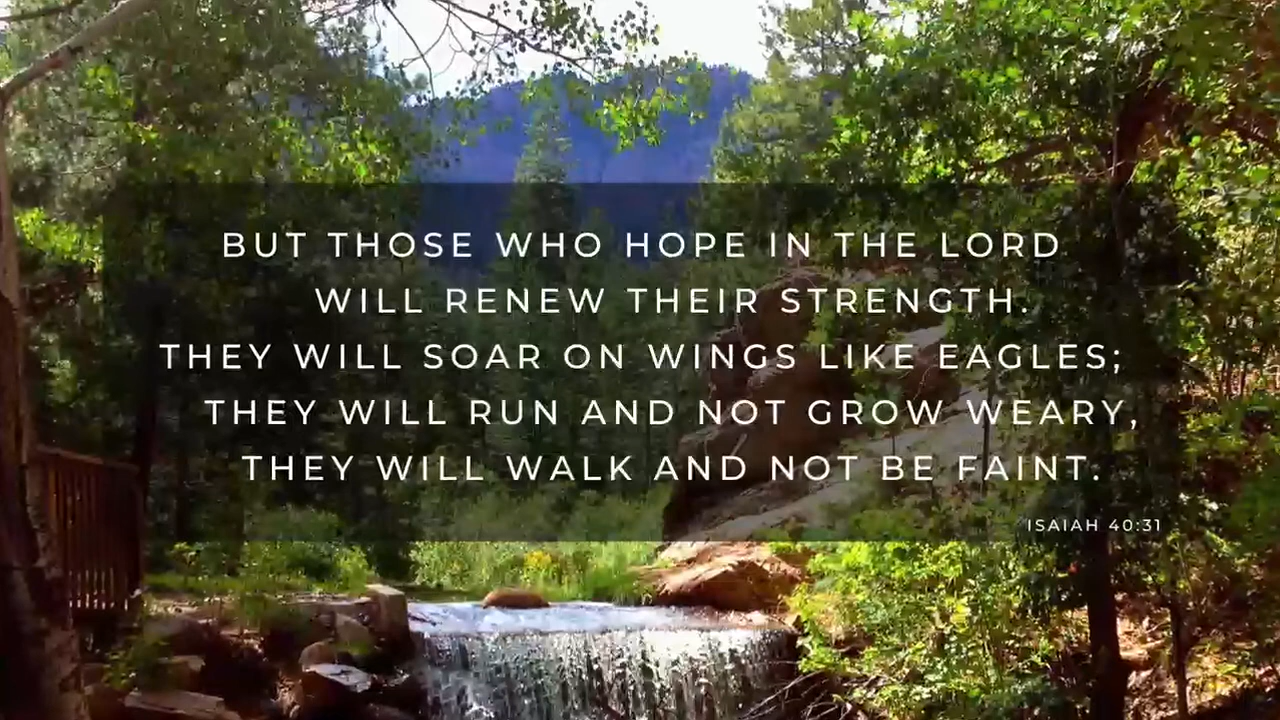 BUT THOSE WHO HOPE IN THE LORD
WILL RENEW THEIR STRENGTH.
THEY WILL SOAR ON WINGS LIKE EAGLES;
THEY WILL RUN AND NOT GROW WEARY,
THEY WILL WALK AND NOT BE FAINT.
ISAIAH 40:31